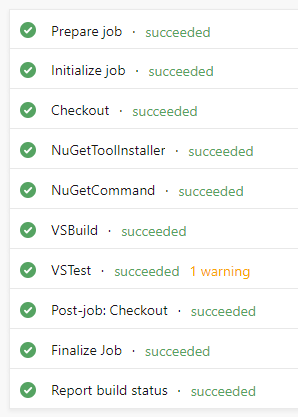 Prepare job · succeeded
Initialize job · succeeded
Checkout · succeeded
NuGetToolInstaller · succeeded
NuGetCommand · succeeded
VSBuild · succeeded
VSTest · succeeded 1 warning
Post-job: Checkout · succeeded
Finalize Job · succeeded
Report build status · succeeded